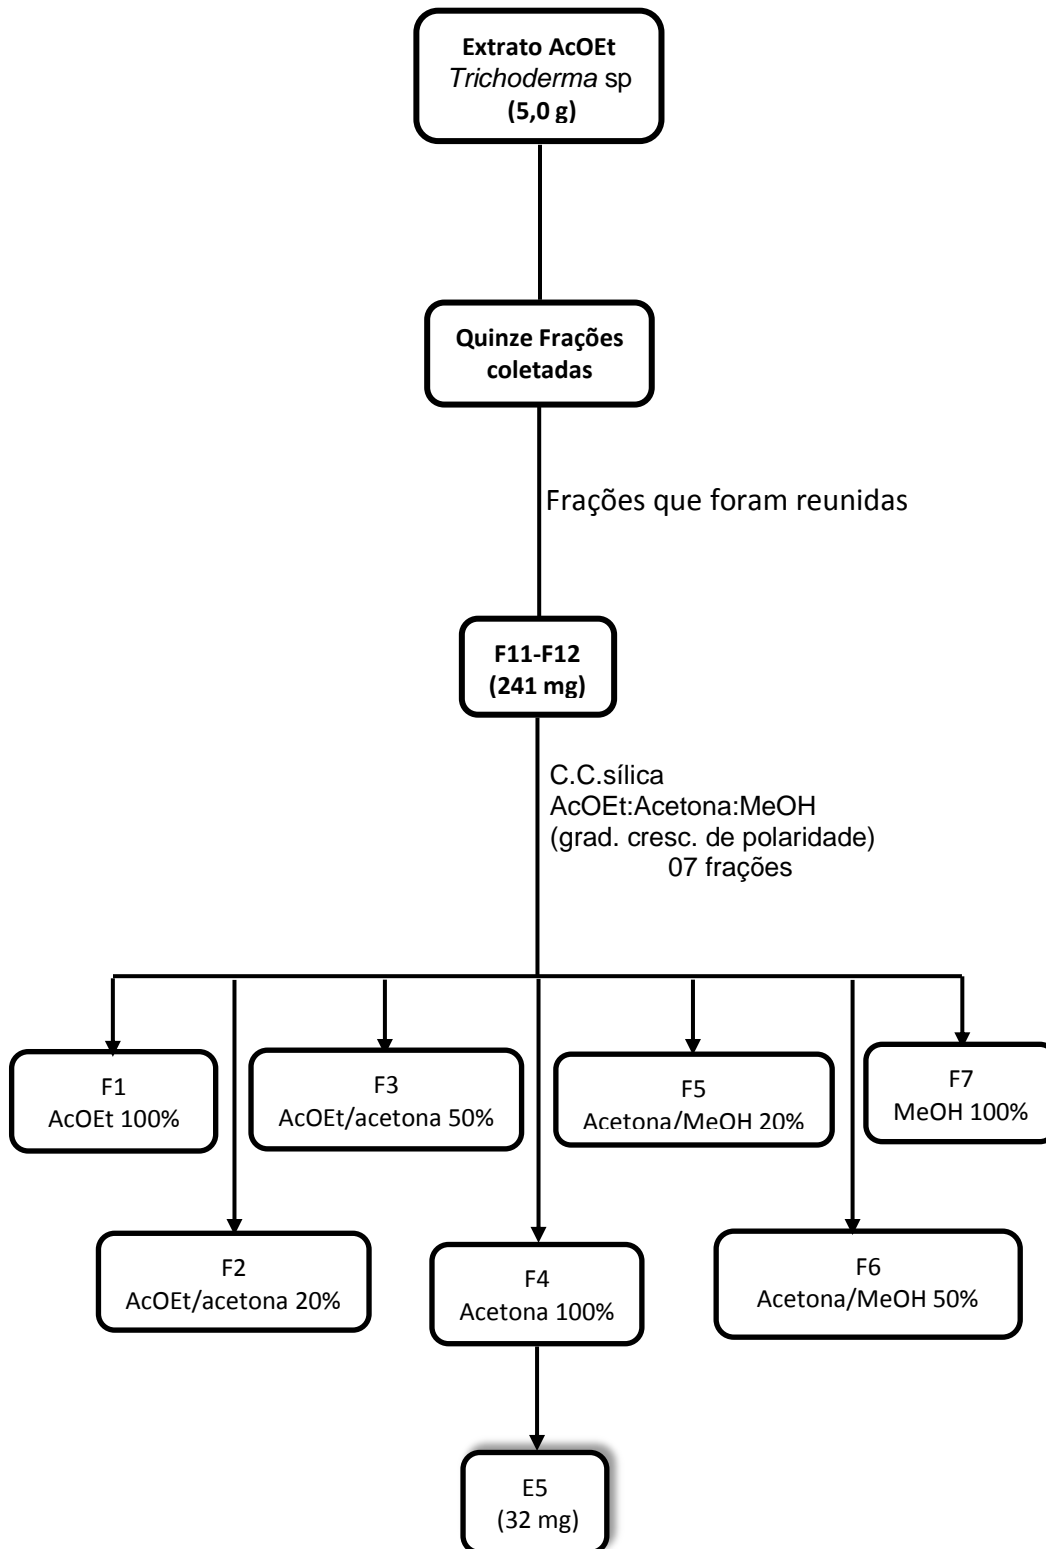 Extrato AcOEt
Trichoderma sp
(5,0 g)
Quinze Frações
coletadas
Frações que foram reunidas
F11-F12
(241 mg)
C.C.sílica
AcOEt:Acetona:MeOH
(grad. cresc. de polaridade)
07 frações
F1
AcOEt 100%
F3
AcOEt/acetona 50%
F5
Acetona/MeOH 20%
F7
MeOH 100%
F2
AcOEt/acetona 20%
F4
Acetona 100%
F6
Acetona/MeOH 50%
E5
(32 mg)